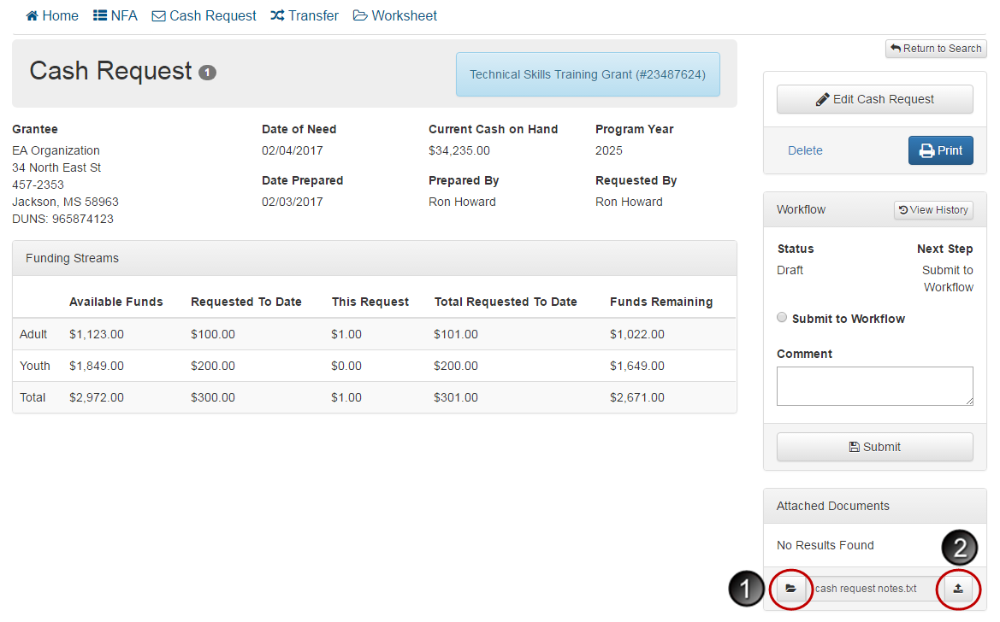 Home NFA Cash Request Transfer Worksheet
Return to Search
Cash Request 1
Technical Skills Training Grant (#23487624)
Edit Cash Request
Delete Print
Grantee Date of Need Current Cash on Hand Program Year
EA Organization 02/04/2017 $34,235.00 2025
34 North East St
457-2353 Date Prepared Prepared By Requested By
Jackson, MS 58963 02/03/2017 Ron Howard Ron Howard
DUNS: 965874123
Funding Streams
Available Funds Requested To Date This Request Total Requested To Date Funds Remaining
Adult $1,123.00 $100.00 $1.00 $101.00 $1,022.00
Youth $1,849.00 $200.00 $0.00 $200.00 $1,649.00
Total $2,972.00 $300.00 $1.00 $301.00 $2,671.00
Workflow View History
Status Next Step
Draft Submit to
Workflow
Submit to Workflow
Comment
Submit
Attached Documents
No Results Found
2
1 cash request notes.txt